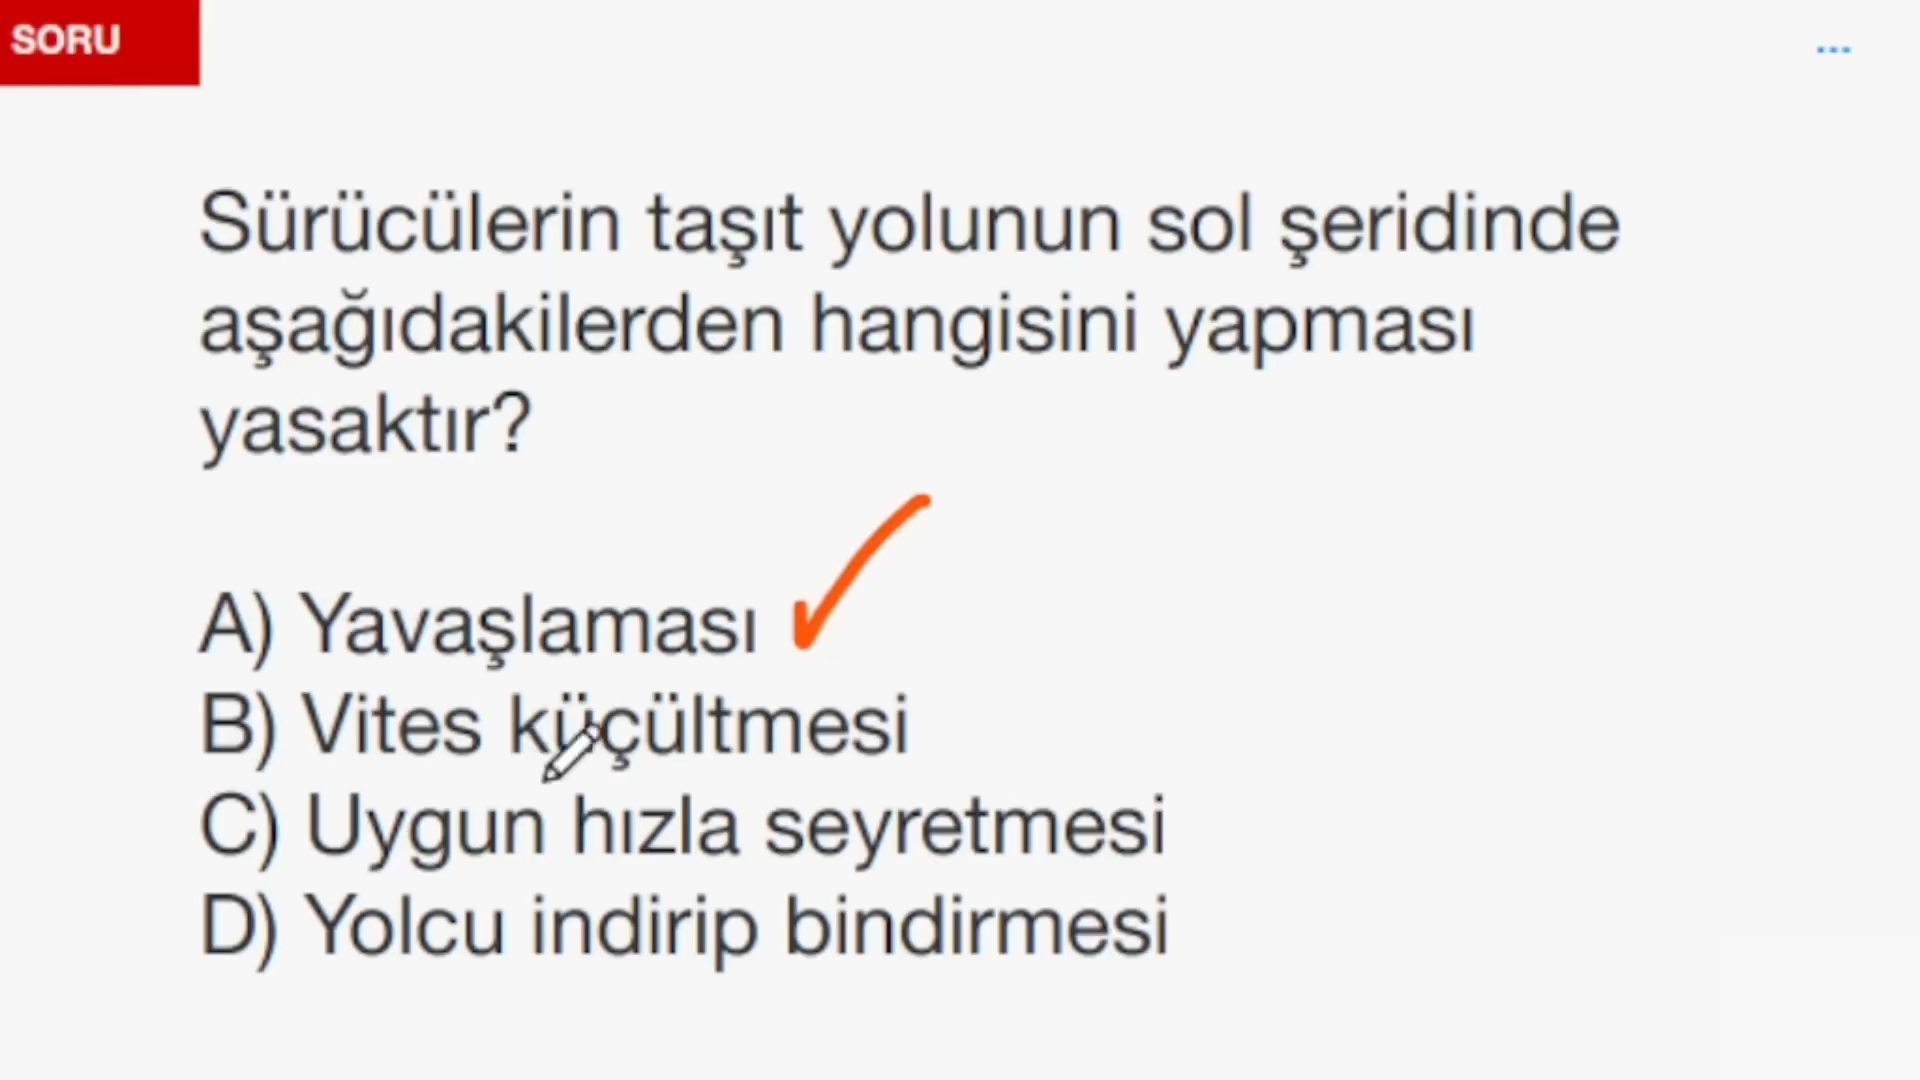 SORU
...
Sürücülerin taşıt yolunun sol şeridinde
aşağıdakilerden hangisini yapması
yasaktır?
A) Yavaşlaması
B) Vites küçültmesi
C) Uygun hızla seyretmesi
D) Yolcu indirip bindirmesi